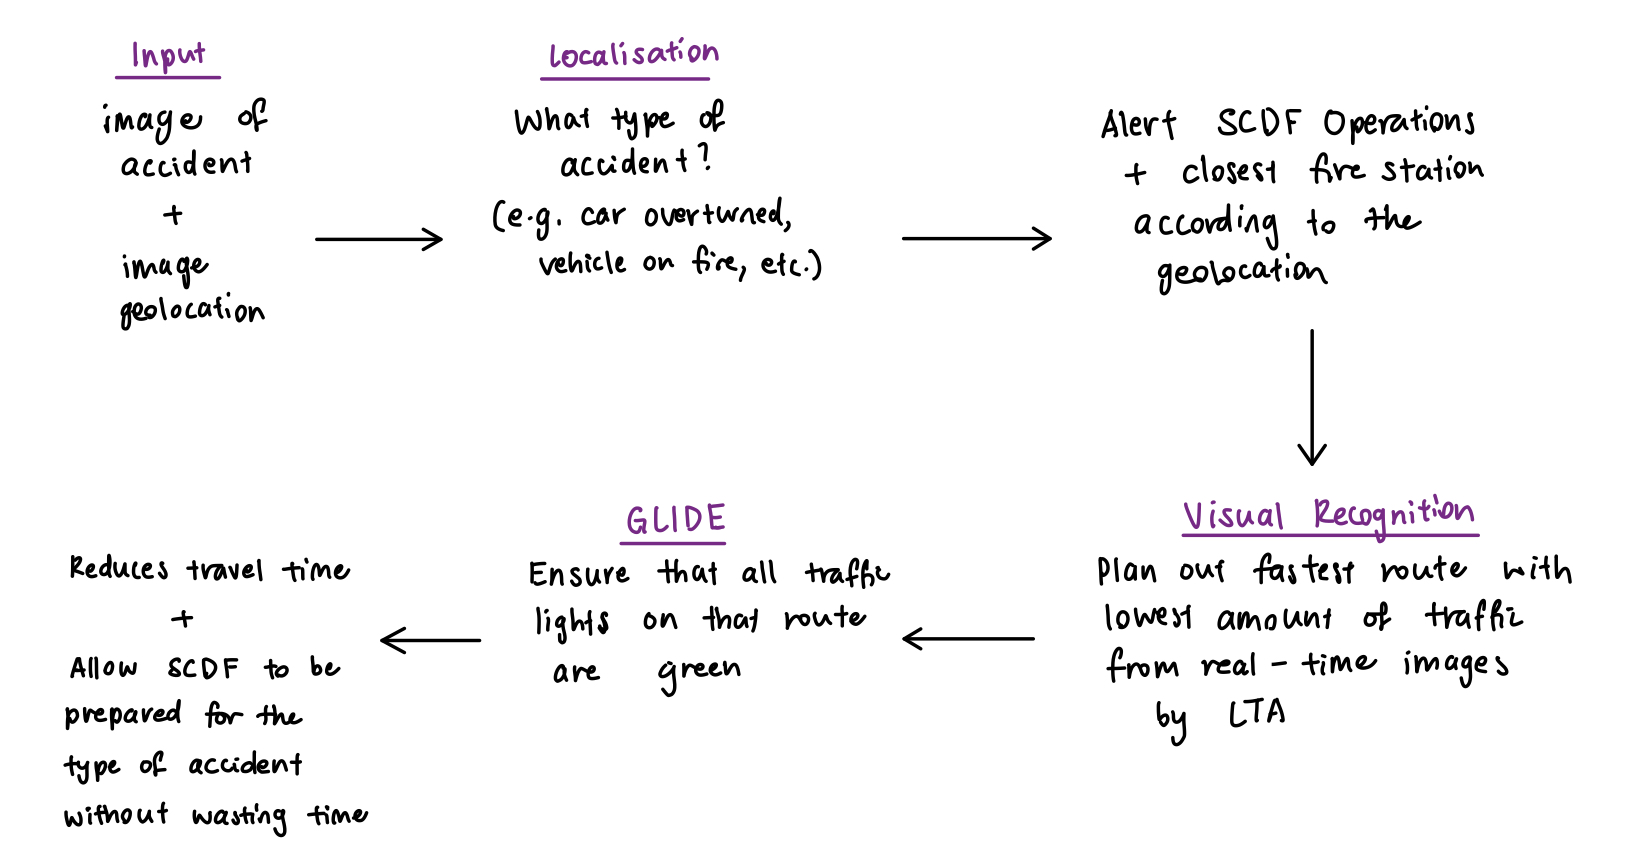 Input
image of
accident
+
image
geolocation
Localisation
What type of
accident?
(e.g. car overturned,
vehicle on fire, etc.)
Alert SCDF Operations
+ closest fire station
according to the
geolocation
Visual Recognition
Plan out fastest route with
lowest amount of traffic
from real-time images
by LTA
GLIDE
Ensure that all traffic
lights on that route
are green
Reduces travel time
+
Allow SCDF to be
prepared for the
type of accident
without wasting time